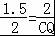 1.5/2 = 2/CQ